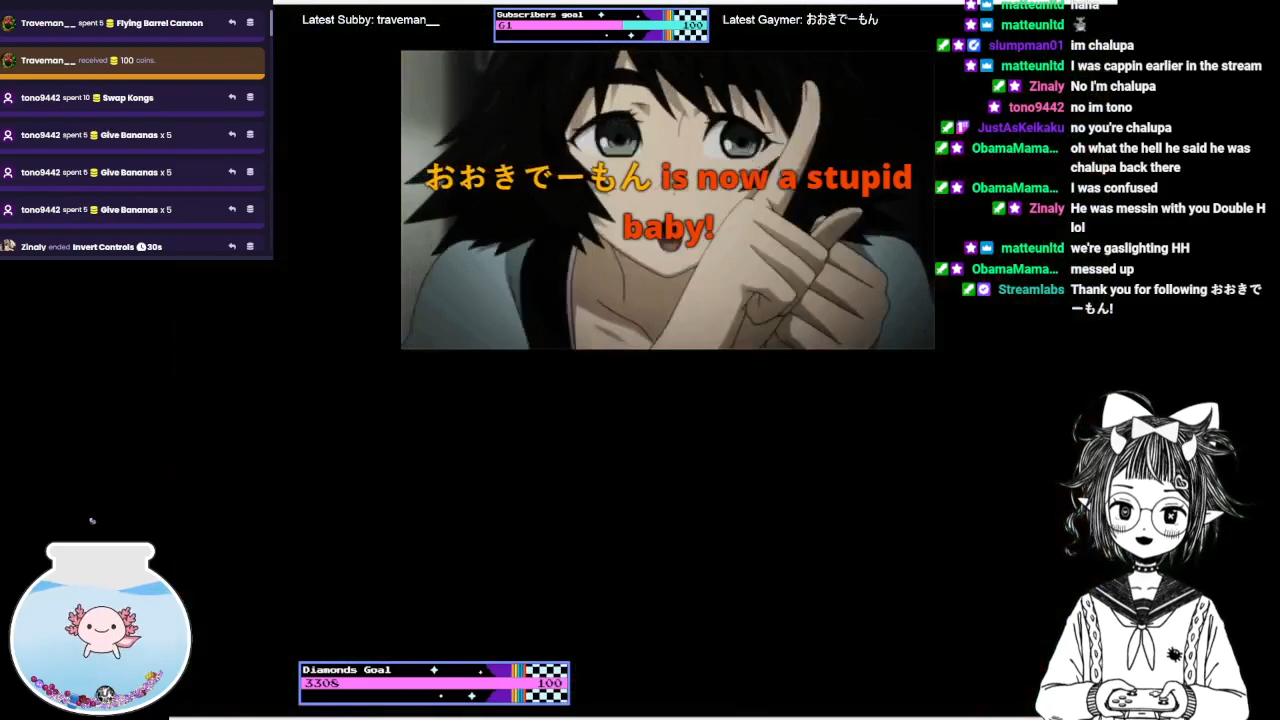 Traveman__ spent 5 Flying Barrel Cannon
Traveman__ received 100 coins.
tono9442 spent 10 Swap Kongs
tono9442 spent 5 Give Bananas x 5
tono9442 spent 5 Give Bananas x 5
tono9442 spent 5 Give Bananas x 5
Zinaly ended Invert Controls 30s
Latest Subby: traveman__
Subscribers goal
61 100
Latest Gaymer: おおきでーもん
おおきでーもん is now a stupid
baby!
matteunltd haha
matteunltd
slumpman01 im chalupa
matteunltd I was cappin earlier in the stream
Zinaly No I'm chalupa
tono9442 no im tono
JustAsKeikaku no you're chalupa
ObamaMama... oh what the hell he said he was
chalupa back there
ObamaMama... I was confused
Zinaly He was messin with you Double H
lol
matteunltd we're gaslighting HH
ObamaMama... messed up
Streamlabs Thank you for following おおきで
ーもん!
Diamonds Goal
3308 100